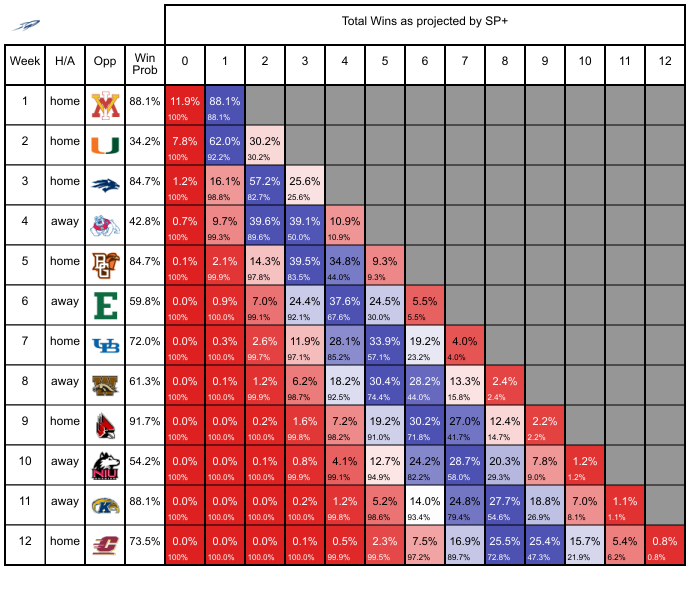 Total Wins as projected by SP+
Week H/A Opp Win Prob 0 1 2 3 4 5 6 7 8 9 10 11 12
1 home VM 88.1% 11.9% 88.1%
100% 88.1%
2 home U 34.2% 7.8% 62.0% 30.2%
100% 92.2% 30.2%
3 home 84.7% 1.2% 16.1% 57.2% 25.6%
100% 98.8% 82.7% 25.6%
4 away 42.8% 0.7% 9.7% 39.6% 39.1% 10.9%
100% 99.3% 89.6% 50.0% 10.9%
5 home BG 84.7% 0.1% 2.1% 14.3% 39.5% 34.8% 9.3%
100% 99.9% 97.8% 83.5% 44.0% 9.3%
6 away E 59.8% 0.0% 0.9% 7.0% 24.4% 37.6% 24.5% 5.5%
100% 100.0% 99.1% 92.1% 67.6% 30.0% 5.5%
7 home UB 72.0% 0.0% 0.3% 2.6% 11.9% 28.1% 33.9% 19.2% 4.0%
100% 100.0% 99.7% 97.1% 85.2% 57.1% 23.2% 4.0%
8 away 61.3% 0.0% 0.1% 1.2% 6.2% 18.2% 30.4% 28.2% 13.3% 2.4%
100% 100.0% 99.9% 98.7% 92.5% 74.4% 44.0% 15.8% 2.4%
9 home 91.7% 0.0% 0.0% 0.2% 1.6% 7.2% 19.2% 30.2% 27.0% 12.4% 2.2%
100% 100.0% 100.0% 99.8% 98.2% 91.0% 71.8% 41.7% 14.7% 2.2%
10 away NIU 54.2% 0.0% 0.0% 0.1% 0.8% 4.1% 12.7% 24.2% 28.7% 20.3% 7.8% 1.2%
100% 100.0% 100.0% 99.9% 99.1% 94.9% 82.2% 58.0% 29.3% 9.0% 1.2%
11 away K 88.1% 0.0% 0.0% 0.0% 0.2% 1.2% 5.2% 14.0% 24.8% 27.7% 18.8% 7.0% 1.1%
100% 100.0% 100.0% 100.0% 99.8% 98.6% 93.4% 79.4% 54.6% 26.9% 8.1% 1.1%
12 home C 73.5% 0.0% 0.0% 0.0% 0.1% 0.5% 2.3% 7.5% 16.9% 25.5% 25.4% 15.7% 5.4% 0.8%
100% 100.0% 100.0% 100.0% 99.9% 99.5% 97.2% 89.7% 72.8% 47.3% 21.9% 6.2% 0.8%